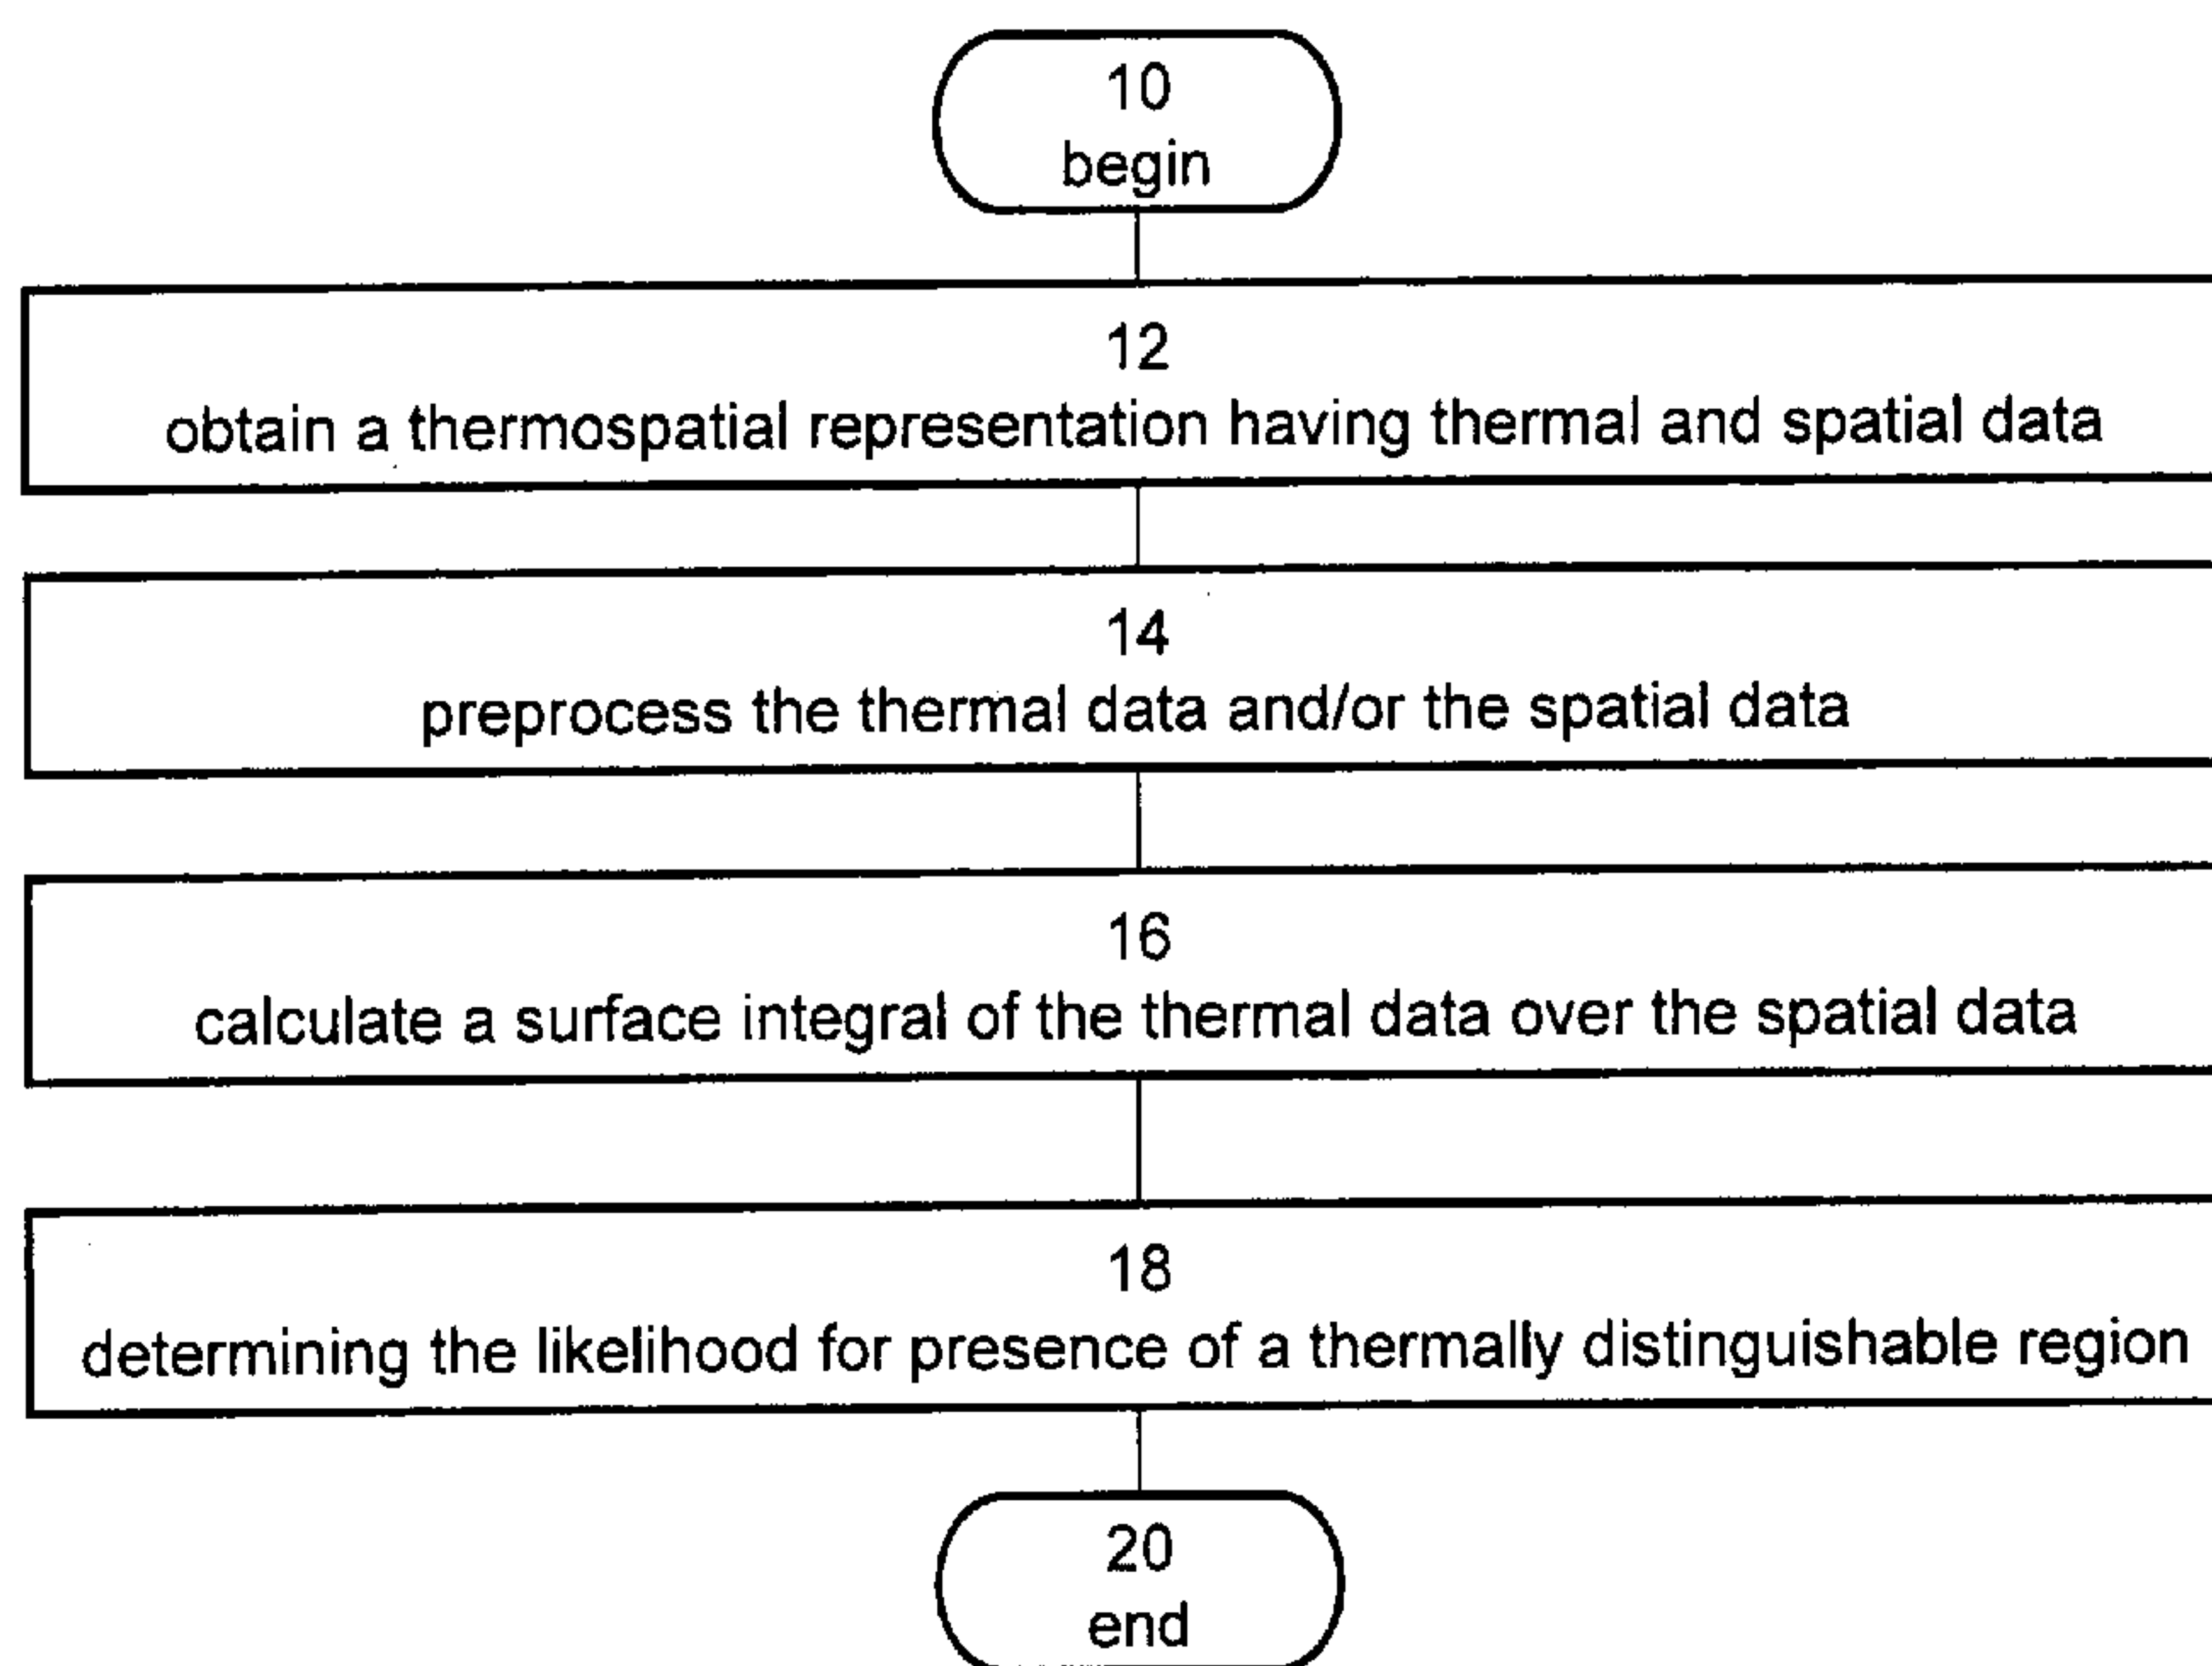 10
begin
12
obtain a thermospatial representation having thermal and spatial data
14
preprocess the thermal data and/or the spatial data
16
calculate a surface integral of the thermal data over the spatial data
18
determining the likelihood for presence of a thermally distinguishable region
20
end